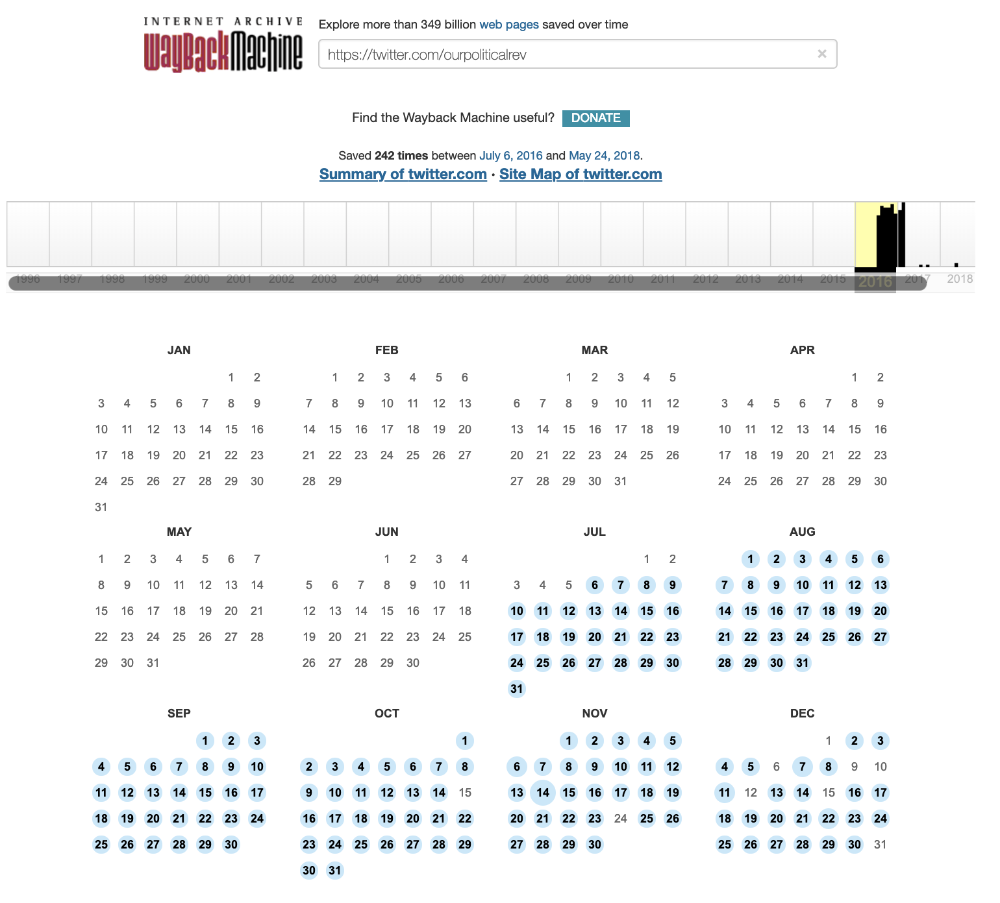 INTERNET ARCHIVE
WayBackMachine
Explore more than 349 billion web pages saved over time
https://twitter.com/ourpoliticalrev ×
Find the Wayback Machine useful? DONATE
Saved 242 times between July 6, 2016 and May 24, 2018.
Summary of twitter.com · Site Map of twitter.com
1996 1997 1998 1999 2000 2001 2002 2003 2004 2005 2006 2007 2008 2009 2010 2011 2012 2013 2014 2015 2016 2017 2018
JAN
1 2
3 4 5 6 7 8 9
10 11 12 13 14 15 16
17 18 19 20 21 22 23
24 25 26 27 28 29 30
31
FEB
1 2 3 4 5 6
7 8 9 10 11 12 13
14 15 16 17 18 19 20
21 22 23 24 25 26 27
28 29
MAR
1 2 3 4 5
6 7 8 9 10 11 12
13 14 15 16 17 18 19
20 21 22 23 24 25 26
27 28 29 30 31
APR
1 2
3 4 5 6 7 8 9
10 11 12 13 14 15 16
17 18 19 20 21 22 23
24 25 26 27 28 29 30
MAY
1 2 3 4 5 6 7
8 9 10 11 12 13 14
15 16 17 18 19 20 21
22 23 24 25 26 27 28
29 30 31
JUN
1 2 3 4
5 6 7 8 9 10 11
12 13 14 15 16 17 18
19 20 21 22 23 24 25
26 27 28 29 30
JUL
1 2
3 4 5 6 7 8 9
10 11 12 13 14 15 16
17 18 19 20 21 22 23
24 25 26 27 28 29 30
31
AUG
1 2 3 4 5 6
7 8 9 10 11 12 13
14 15 16 17 18 19 20
21 22 23 24 25 26 27
28 29 30 31
SEP
1 2 3
4 5 6 7 8 9 10
11 12 13 14 15 16 17
18 19 20 21 22 23 24
25 26 27 28 29 30
OCT
1
2 3 4 5 6 7 8
9 10 11 12 13 14 15
16 17 18 19 20 21 22
23 24 25 26 27 28 29
30 31
NOV
1 2 3 4 5
6 7 8 9 10 11 12
13 14 15 16 17 18 19
20 21 22 23 24 25 26
27 28 29 30
DEC
1 2 3
4 5 6 7 8 9 10
11 12 13 14 15 16 17
18 19 20 21 22 23 24
25 26 27 28 29 30 31